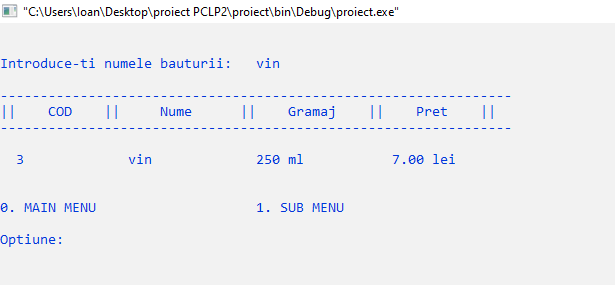 "C:\Users\Ioan\Desktop\proiect PCLP2\proiect\bin\Debug\proiect.exe"
Introduce-ti numele bauturii:   vin
----------------------------------------------------------------
||    COD    ||     Nume      ||    Gramaj    ||    Pret    ||
----------------------------------------------------------------
3             vin             250 ml           7.00 lei
0. MAIN MENU                    1. SUB MENU
Optiune: